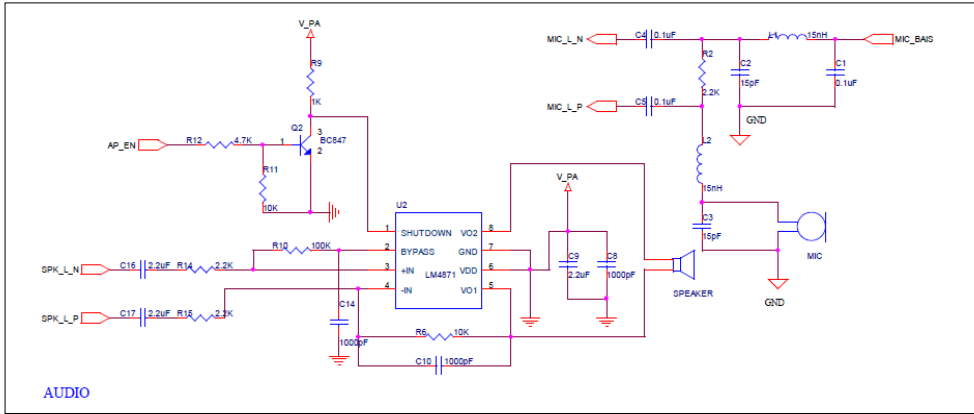 V_PA
R9
1K
Q2
3
BC847
1
2
AP_EN
R12
4.7K
R11
10K
MIC_L_N
C4
0.1uF
L1
15nH
MIC_BAIS
R2
2.2K
C2
15pF
C1
0.1uF
MIC_L_P
C5
0.1uF
GND
L2
15nH
C3
15pF
MIC
GND
V_PA
C9
2.2uF
C8
1000pF
SPEAKER
U2
1
SHUTDOWN
VO2
8
2
BYPASS
GND
7
3
+IN
LM4871
VDD
6
4
-IN
VO1
5
R10
100K
SPK_L_N
C16
2.2uF
R14
2.2K
SPK_L_P
C17
2.2uF
R15
2.2K
C14
1000pF
R6
10K
C10
1000pF
AUDIO